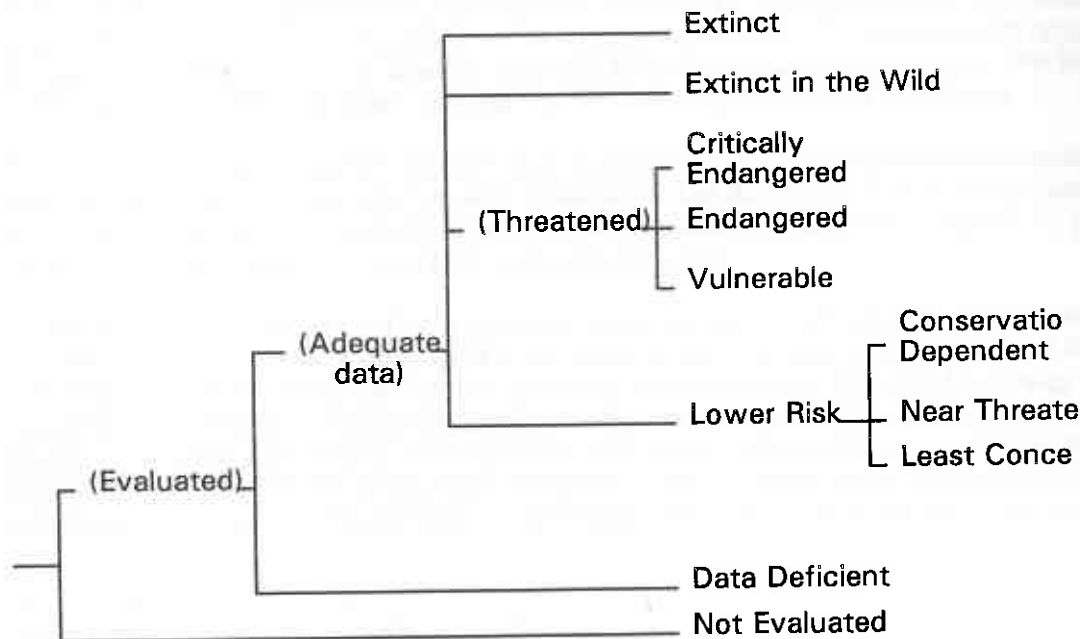 Extinct
Extinct in the Wild
Critically
Endangered
(Threatened)
Endangered
Vulnerable
(Adequate
data)
Conservatio
Dependent
Lower Risk
Near Threate
Least Conce
(Evaluated)
Data Deficient
Not Evaluated